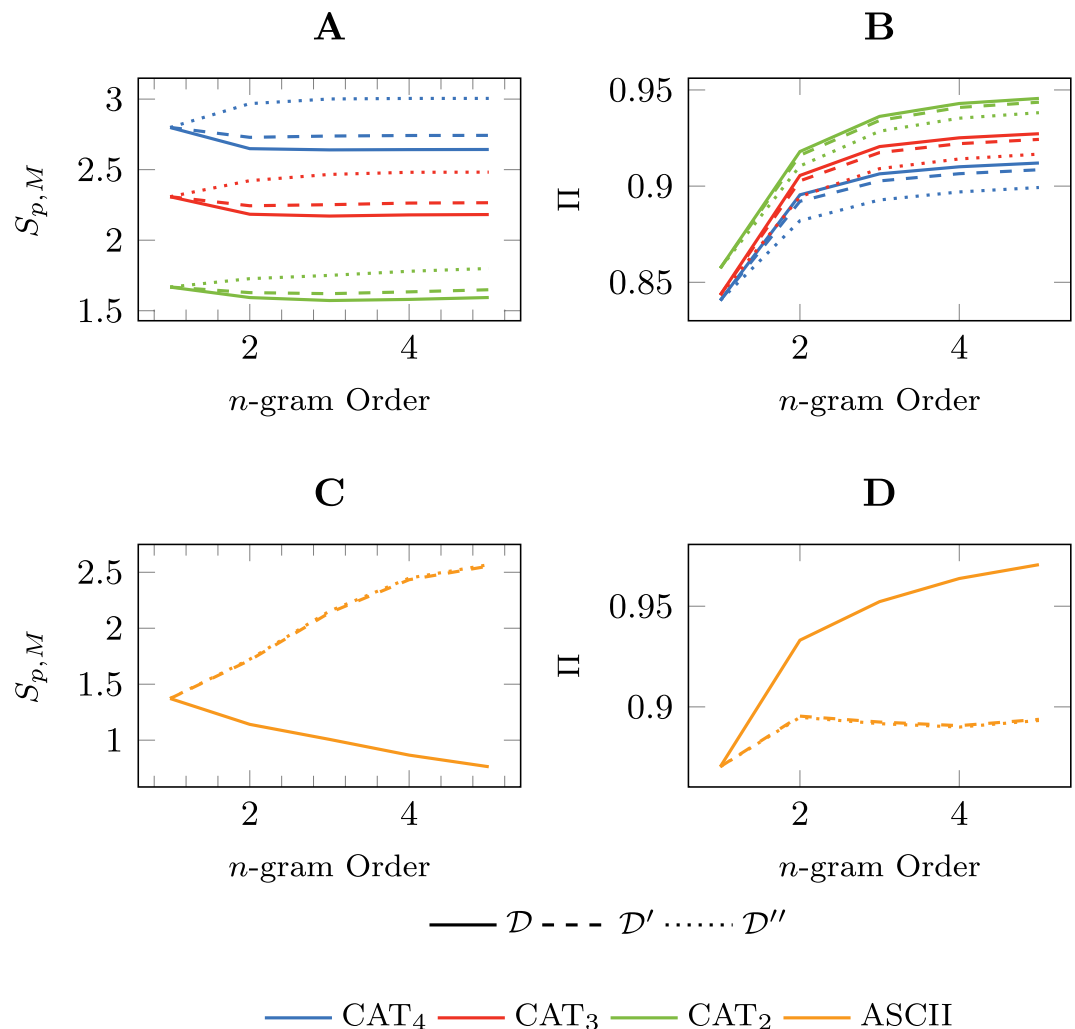 A
B
S_{p,M}
3
2.5
2
1.5
2
4
n-gram Order
Π
0.95
0.9
0.85
2
4
n-gram Order
C
D
S_{p,M}
2.5
2
1.5
1
2
4
n-gram Order
Π
0.95
0.9
2
4
n-gram Order
𝒟 𝒟′ 𝒟″
CAT₄ CAT₃ CAT₂ ASCII